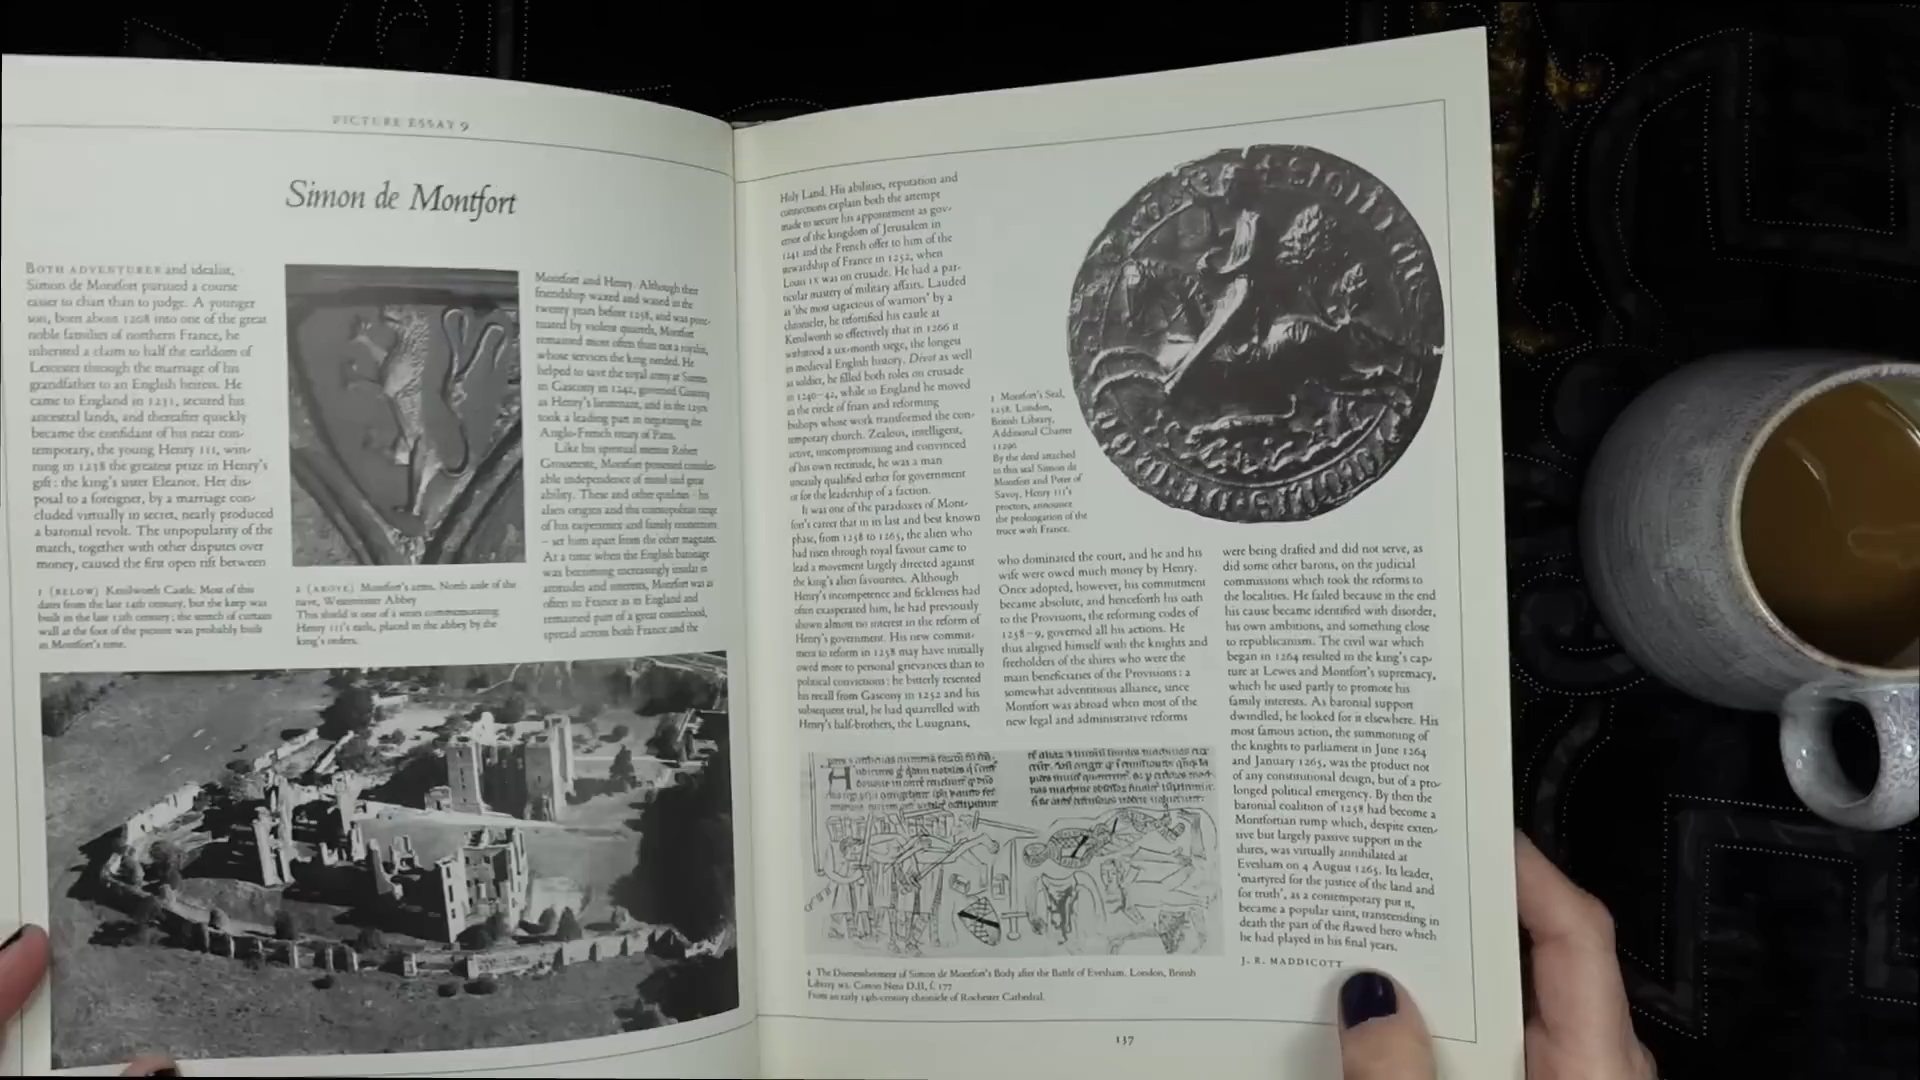 PICTURE ESSAY 9
Simon de Montfort
BOTH ADVENTURER and idealist,
Simon de Montfort pursued a course
easier to chart than to judge. A younger
son, born about 1208 into one of the great
noble families of northern France, he
inherited a claim to half the earldom of
Leicester through the marriage of his
grandfather to an English heiress. He
came to England in 1231, secured his
ancestral lands, and thereafter quickly
became the confidant of his near con-
temporary, the young Henry III, win-
ning in 1238 the greatest prize in Henry's
gift: the king's sister Eleanor. Her dis-
posal to a foreigner, by a marriage con-
cluded virtually in secret, nearly produced
a baronial revolt. The unpopularity of the
match, together with other disputes over
money, caused the first open rift between
1 (BELOW) Kenilworth Castle. Most of this
dates from the late 14th century, but the keep was
built in the late 12th century; the stretch of curtain
wall at the foot of the picture was probably built
in Montfort's time.
2 (ABOVE) Montfort's arms. North aisle of the
nave, Westminster Abbey
This shield is one of a series commemorating
Henry III's earls, placed in the abbey by the
king's orders.
Montfort and Henry. Although their
friendship waxed and waned in the
twenty years before 1258, and was punc-
tuated by violent quarrels, Montfort
remained most often than not a royalist,
whose services the king needed. He
helped to save the royal army at Saintes
in Gascony in 1242, governed Gascony
as Henry's lieutenant, and in the 1250s
took a leading part in negotiating the
Anglo-French treaty of Paris.
Like his spiritual mentor Robert
Grosseteste, Montfort possessed consider-
able independence of mind and great
ability. These and other qualities - his
alien origins and the cosmopolitan range
of his experience and family connections
- set him apart from the other magnates.
At a time when the English baronage
was becoming increasingly insular in
attitudes and interests, Montfort was as
often in France as in England and
remained part of a great cousinhood,
spread across both France and the
Holy Land. His abilities, reputation and
connections explain both the attempt
made to secure his appointment as gov-
ernor of the kingdom of Jerusalem in
1241 and the French offer to him of the
stewardship of France in 1252, when
Louis IX was on crusade. He had a par-
ticular mastery of military affairs. Lauded
as 'the most sagacious of warriors' by a
chronicler, he refortified his castle at
Kenilworth so effectively that in 1266 it
withstood a six-month siege, the longest
in medieval English history. Dévot as well
as soldier, he filled both roles on crusade
in 1240-42, while in England he moved
in the circle of friars and reforming
bishops whose work transformed the con-
temporary church. Zealous, intelligent,
active, uncompromising and convinced
of his own rectitude, he was a man
uneasily qualified either for government
or for the leadership of a faction.
It was one of the paradoxes of Mont-
fort's career that in its last and best known
phase, from 1258 to 1265, the alien who
had risen through royal favour came to
lead a movement largely directed against
the king's alien favourites. Although
Henry's incompetence and fickleness had
often exasperated him, he had previously
shown almost no interest in the reform of
Henry's government. His new commit-
ment to reform in 1258 may have initially
owed more to personal grievances than to
political convictions: he bitterly resented
his recall from Gascony in 1252 and his
subsequent trial, he had quarrelled with
Henry's half-brothers, the Lusignans,
3 Montfort's Seal,
1258. London,
British Library,
Additional Charter
11296
By the deed attached
to this seal Simon de
Montfort and Peter of
Savoy, Henry III's
proctors, announce
the prolongation of the
truce with France.
who dominated the court, and he and his
wife were owed much money by Henry.
Once adopted, however, his commitment
became absolute, and henceforth his oath
to the Provisions, the reforming codes of
1258-9, governed all his actions. He
thus aligned himself with the knights and
freeholders of the shires who were the
main beneficiaries of the Provisions: a
somewhat adventitious alliance, since
Montfort was abroad when most of the
new legal and administrative reforms
were being drafted and did not serve, as
did some other barons, on the judicial
commissions which took the reforms to
the localities. He failed because in the end
his cause became identified with disorder,
his own ambitions, and something close
to republicanism. The civil war which
began in 1264 resulted in the king's cap-
ture at Lewes and Montfort's supremacy,
which he used partly to promote his
family interests. As baronial support
dwindled, he looked for it elsewhere. His
most famous action, the summoning of
the knights to parliament in June 1264
and January 1265, was the product not
of any constitutional design, but of a pro-
longed political emergency. By then the
baronial coalition of 1258 had become a
Montfortian rump which, despite exten-
sive but largely passive support in the
shires, was virtually annihilated at
Evesham on 4 August 1265. Its leader,
'martyred for the justice of the land and
for truth', as a contemporary put it,
became a popular saint, transcending in
death the part of the flawed hero which
he had played in his final years.
J. R. MADDICOTT
4 The Dismemberment of Simon de Montfort's Body after the Battle of Evesham. London, British
Library MS. Cotton Nero D.II, f. 177
From an early 14th-century chronicle of Rochester Cathedral.
137